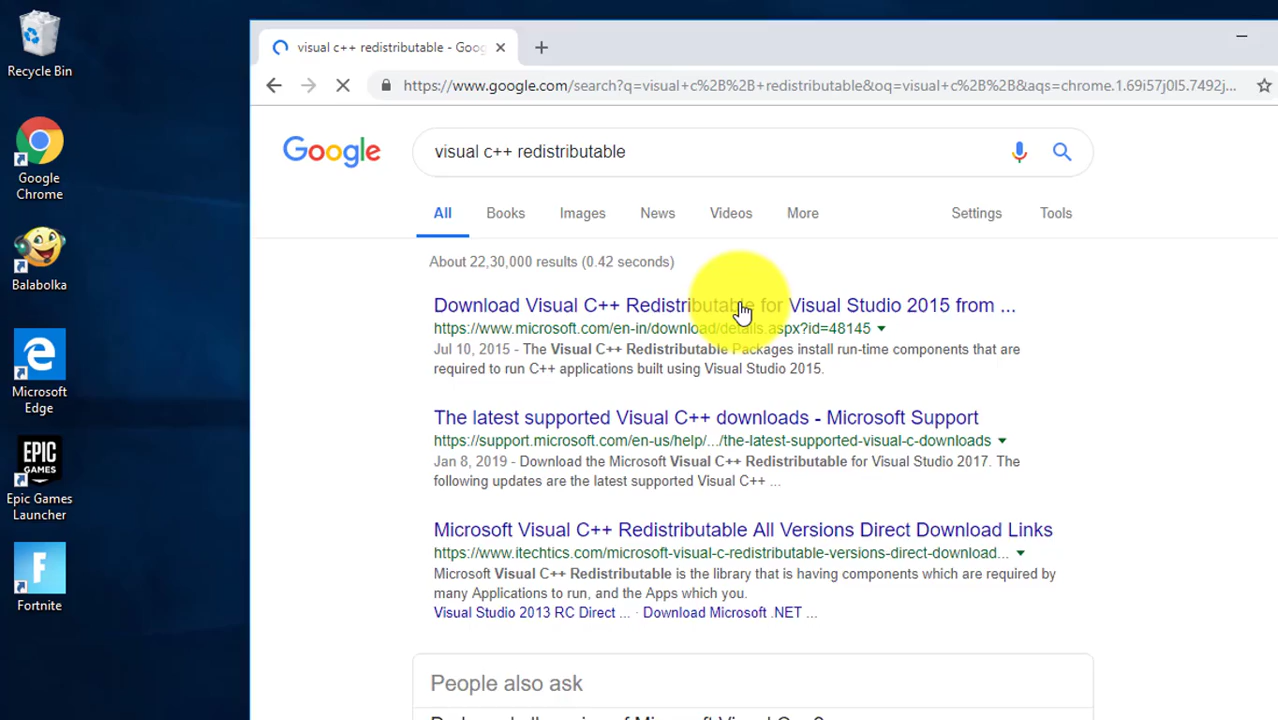 Recycle Bin
Google
Chrome
Balabolka
Microsoft
Edge
EPIC
GAMES
Epic Games
Launcher
F
Fortnite
visual c++ redistributable - Goog
https://www.google.com/search?q=visual+c%2B%2B+redistributable&oq=visual+c%2B%2B&aqs=chrome.1.69i57j0l5.7492j...
Google
visual c++ redistributable
All Books Images News Videos More Settings Tools
About 22,30,000 results (0.42 seconds)
Download Visual C++ Redistributable for Visual Studio 2015 from ...
https://www.microsoft.com/en-in/download/details.aspx?id=48145
Jul 10, 2015 - The Visual C++ Redistributable Packages install run-time components that are
required to run C++ applications built using Visual Studio 2015.
The latest supported Visual C++ downloads - Microsoft Support
https://support.microsoft.com/en-us/help/.../the-latest-supported-visual-c-downloads
Jan 8, 2019 - Download the Microsoft Visual C++ Redistributable for Visual Studio 2017. The
following updates are the latest supported Visual C++ ...
Microsoft Visual C++ Redistributable All Versions Direct Download Links
https://www.itechtics.com/microsoft-visual-c-redistributable-versions-direct-download...
Microsoft Visual C++ Redistributable is the library that is having components which are required by
many Applications to run, and the Apps which you.
Visual Studio 2013 RC Direct ... · Download Microsoft .NET ...
People also ask